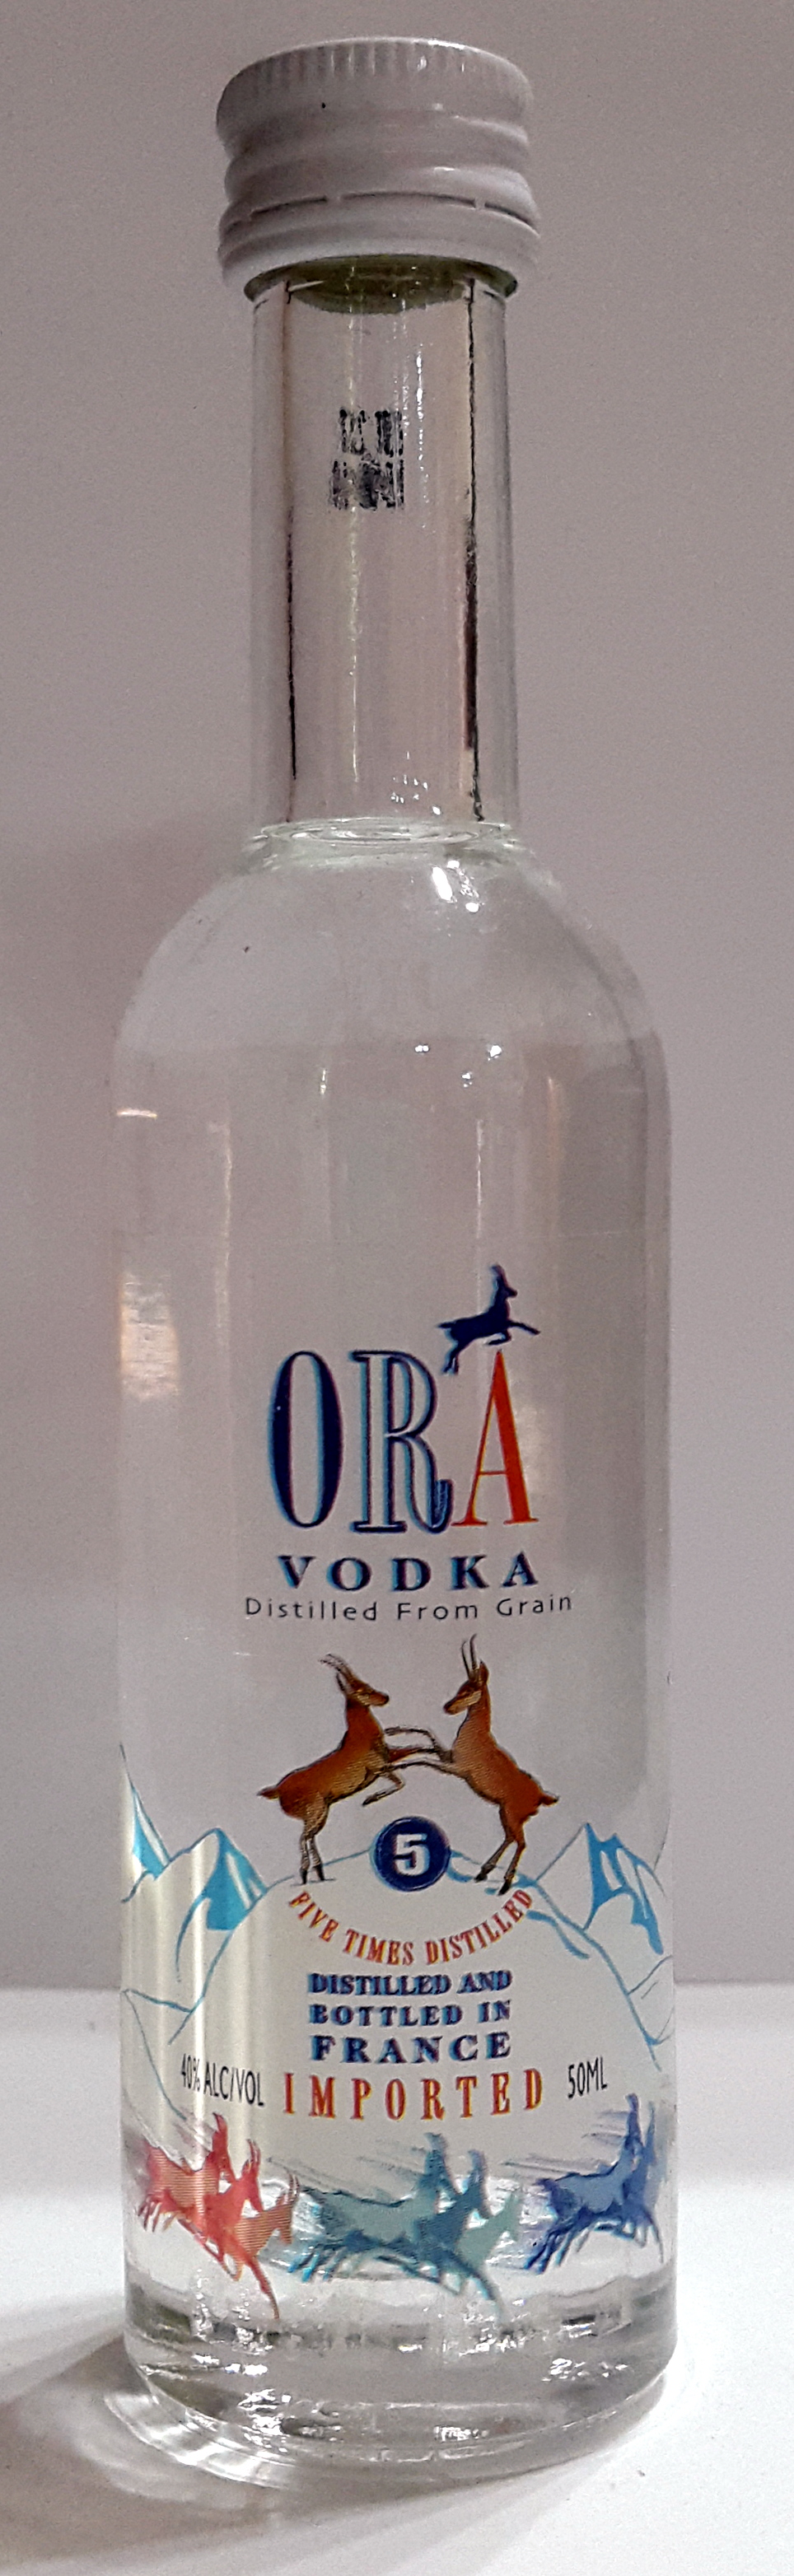 ORA
VODKA
Distilled From Grain
5
FIVE TIMES DISTILLED
DISTILLED AND
BOTTLED IN
FRANCE
40% ALC/VOL IMPORTED 50ML